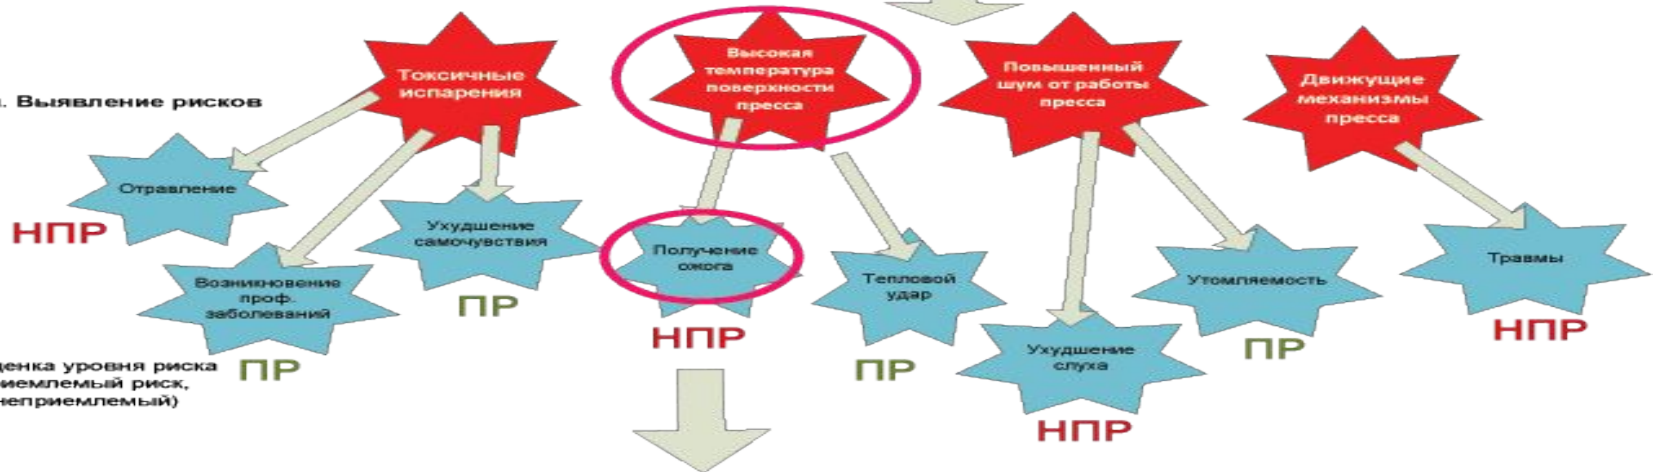 Токсичные
испарения
Высокая
температура
поверхности
пресса
Повышенный
шум от работы
пресса
Движущие
механизмы
пресса
. Выявление рисков
Отравление
НПР
Ухудшение
самочувствия
ПР
Возникновение
проф.
заболеваний
ПР
Получение
ожога
НПР
Тепловой
удар
ПР
Ухудшение
слуха
НПР
Утомляемость
ПР
Травмы
НПР
енка уровня риска
иемлемый риск,
неприемлемый)